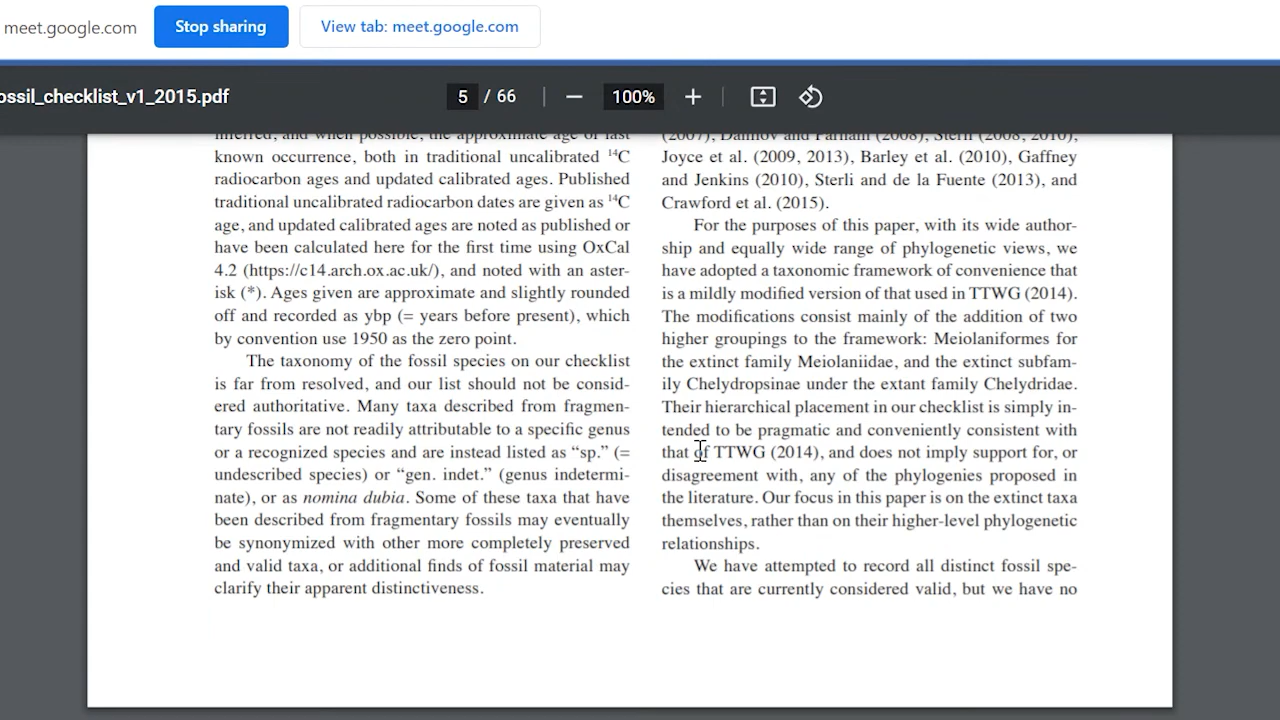 meet.google.com
Stop sharing
View tab: meet.google.com
ossil_checklist_v1_2015.pdf
5 / 66
100%
inferred, and when possible, the approximate age of last
known occurrence, both in traditional uncalibrated ¹⁴C
radiocarbon ages and updated calibrated ages. Published
traditional uncalibrated radiocarbon dates are given as ¹⁴C
age, and updated calibrated ages are noted as published or
have been calculated here for the first time using OxCal
4.2 (https://c14.arch.ox.ac.uk/), and noted with an aster-
isk (*). Ages given are approximate and slightly rounded
off and recorded as ybp (= years before present), which
by convention use 1950 as the zero point.
The taxonomy of the fossil species on our checklist
is far from resolved, and our list should not be consid-
ered authoritative. Many taxa described from fragmen-
tary fossils are not readily attributable to a specific genus
or a recognized species and are instead listed as “sp.” (=
undescribed species) or “gen. indet.” (genus indetermi-
nate), or as nomina dubia. Some of these taxa that have
been described from fragmentary fossils may eventually
be synonymized with other more completely preserved
and valid taxa, or additional finds of fossil material may
clarify their apparent distinctiveness.
(2007), Danilov and Parham (2008), Sterli (2008, 2010),
Joyce et al. (2009, 2013), Barley et al. (2010), Gaffney
and Jenkins (2010), Sterli and de la Fuente (2013), and
Crawford et al. (2015).
For the purposes of this paper, with its wide author-
ship and equally wide range of phylogenetic views, we
have adopted a taxonomic framework of convenience that
is a mildly modified version of that used in TTWG (2014).
The modifications consist mainly of the addition of two
higher groupings to the framework: Meiolaniformes for
the extinct family Meiolaniidae, and the extinct subfam-
ily Chelydropsinae under the extant family Chelydridae.
Their hierarchical placement in our checklist is simply in-
tended to be pragmatic and conveniently consistent with
that of TTWG (2014), and does not imply support for, or
disagreement with, any of the phylogenies proposed in
the literature. Our focus in this paper is on the extinct taxa
themselves, rather than on their higher-level phylogenetic
relationships.
We have attempted to record all distinct fossil spe-
cies that are currently considered valid, but we have no